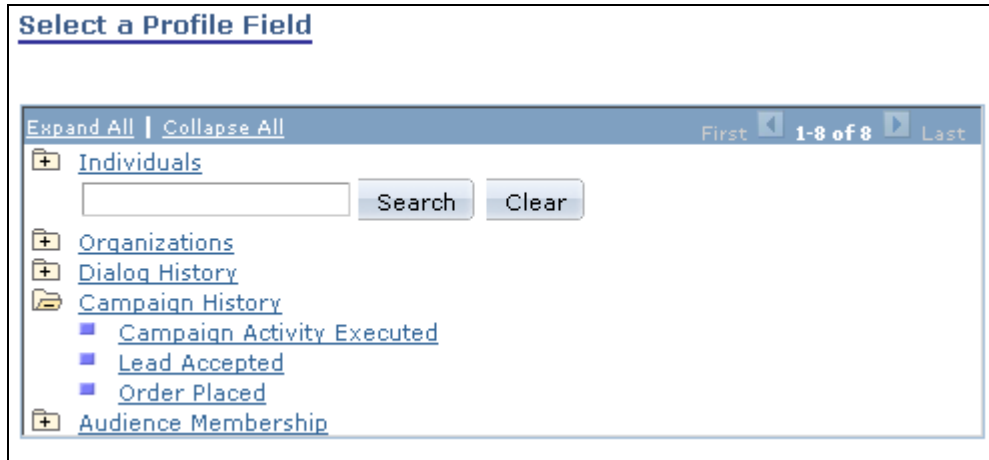 Select a Profile Field
Expand All | Collapse All First 1-8 of 8 Last
Individuals
Search Clear
Organizations
Dialog History
Campaign History
Campaign Activity Executed
Lead Accepted
Order Placed
Audience Membership